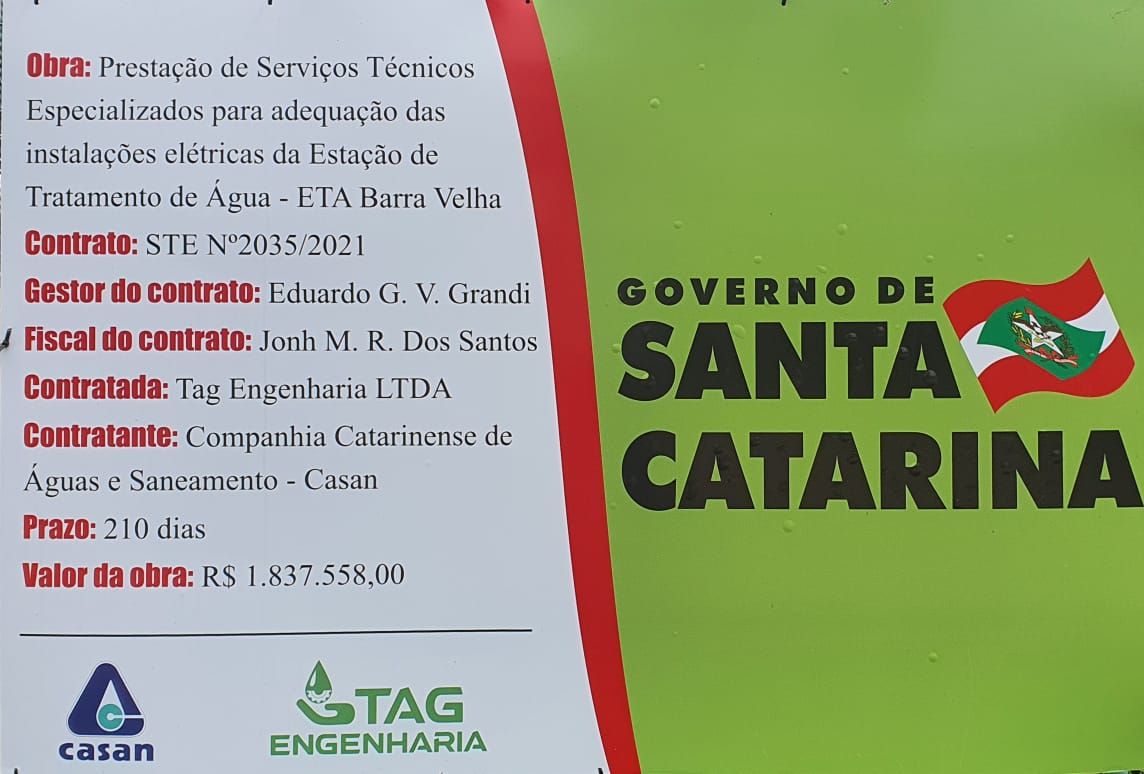 Obra: Prestação de Serviços Técnicos
Especializados para adequação das
instalações elétricas da Estação de
Tratamento de Água - ETA Barra Velha
Contrato: STE Nº2035/2021
Gestor do contrato: Eduardo G. V. Grandi
Fiscal do contrato: Jonh M. R. Dos Santos
Contratada: Tag Engenharia LTDA
Contratante: Companhia Catarinense de
Águas e Saneamento - Casan
Prazo: 210 dias
Valor da obra: R$ 1.837.558,00
casan
TAG
ENGENHARIA
GOVERNO DE
SANTA
CATARINA